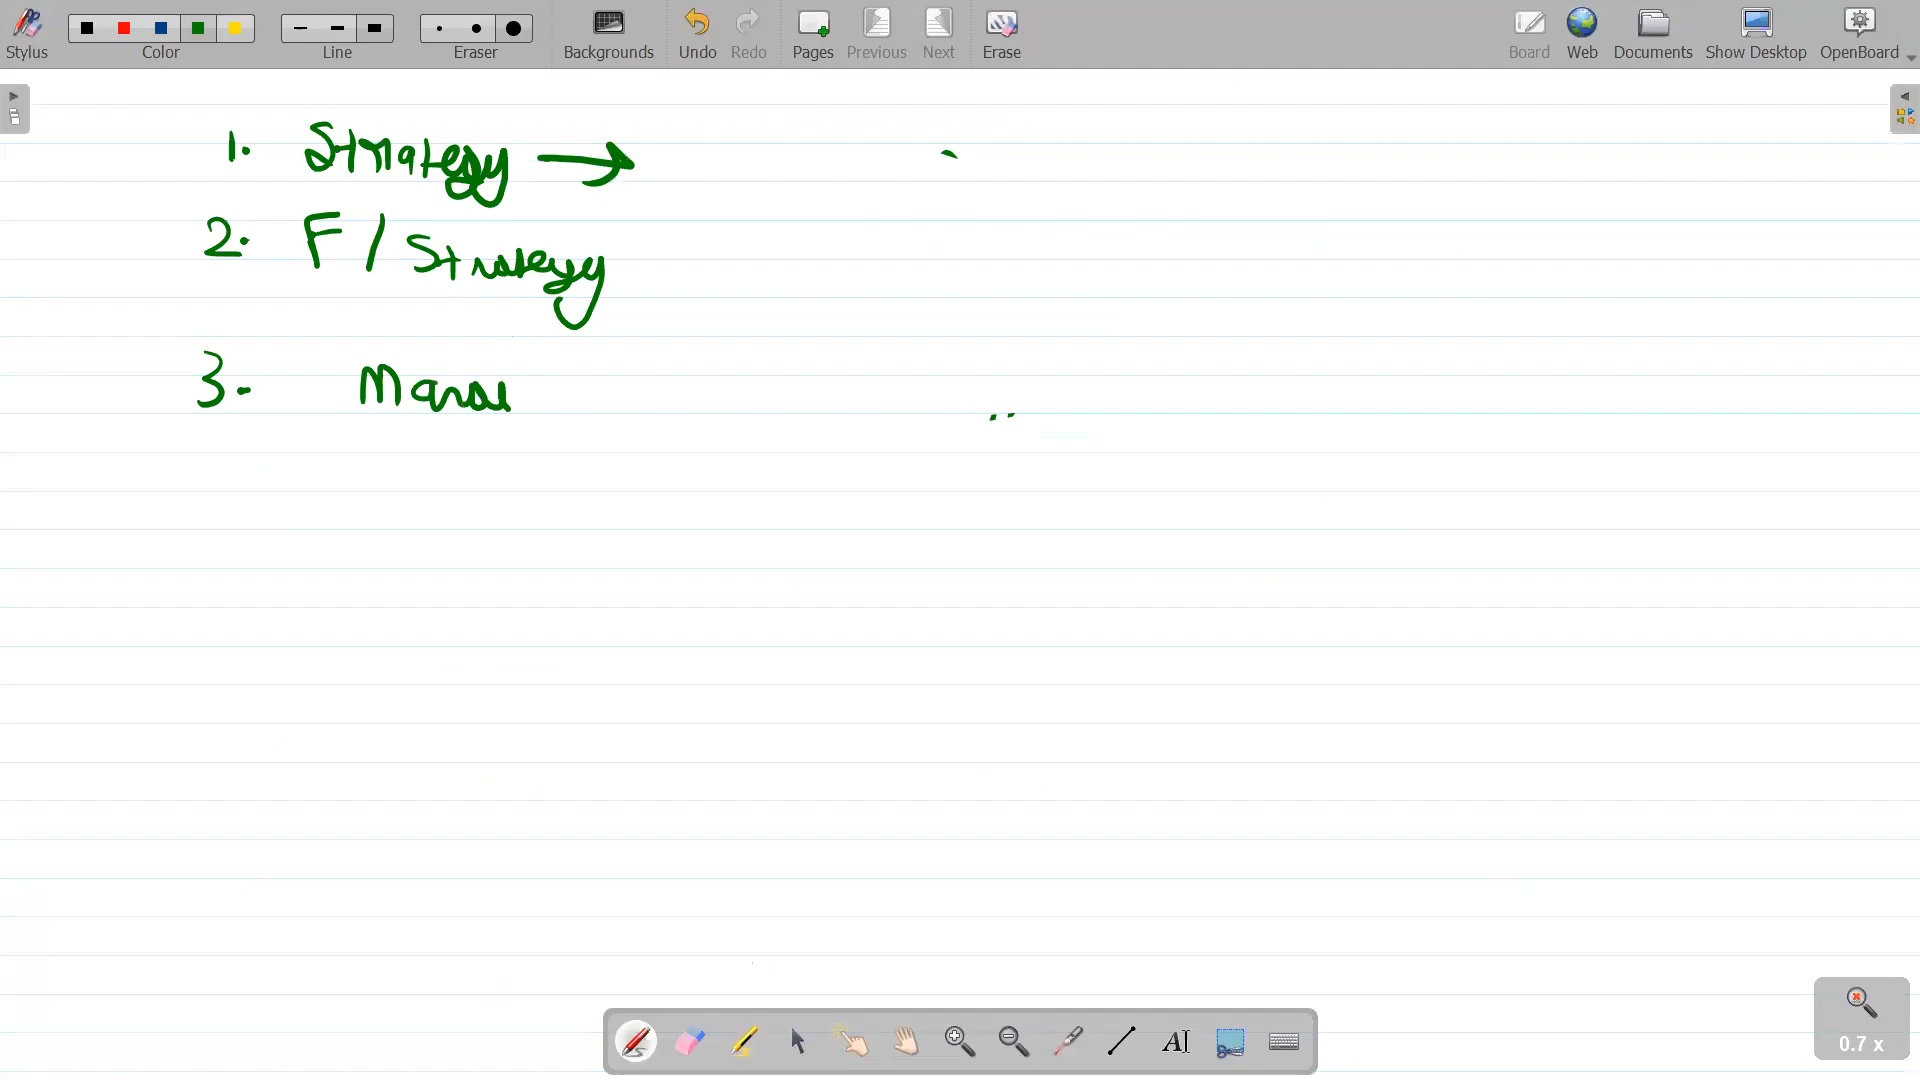 Stylus Color Line Eraser Backgrounds Undo Redo Pages Previous Next Erase Board Web Documents Show Desktop OpenBoard
1. Strategy →
2. F / Strategy
3.
AI
0.7 x